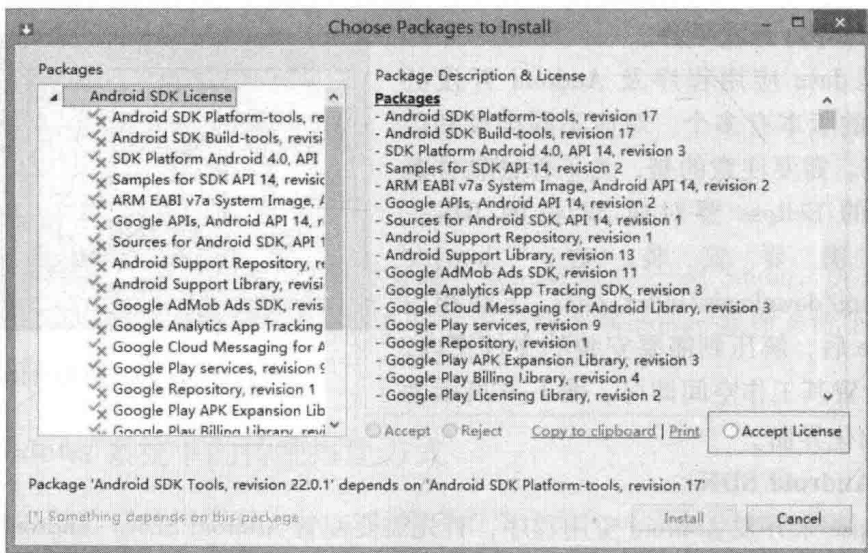 Choose Packages to Install
Packages
Android SDK License
Android SDK Platform-tools, re
Android SDK Build-tools, revisi
SDK Platform Android 4.0, API
Samples for SDK API 14, revisic
ARM EABI v7a System Image, A
Google APIs, Android API 14, r
Sources for Android SDK, API 1
Android Support Repository, re
Android Support Library, revisi
Google AdMob Ads SDK, revis
Google Analytics App Tracking
Google Cloud Messaging for A
Google Play services, revision 9
Google Repository, revision 1
Google Play APK Expansion Lib
Google Play Billing Library, revi
Package Description & License
Packages
- Android SDK Platform-tools, revision 17
- Android SDK Build-tools, revision 17
- SDK Platform Android 4.0, API 14, revision 3
- Samples for SDK API 14, revision 2
- ARM EABI v7a System Image, Android API 14, revision 2
- Google APIs, Android API 14, revision 2
- Sources for Android SDK, API 14, revision 1
- Android Support Repository, revision 1
- Android Support Library, revision 13
- Google AdMob Ads SDK, revision 11
- Google Analytics App Tracking SDK, revision 3
- Google Cloud Messaging for Android Library, revision 3
- Google Play services, revision 9
- Google Repository, revision 1
- Google Play APK Expansion Library, revision 3
- Google Play Billing Library, revision 4
- Google Play Licensing Library, revision 2
Accept Reject Copy to clipboard | Print Accept License
Package 'Android SDK Tools, revision 22.0.1' depends on 'Android SDK Platform-tools, revision 17'
[*] Something depends on this package
Install Cancel